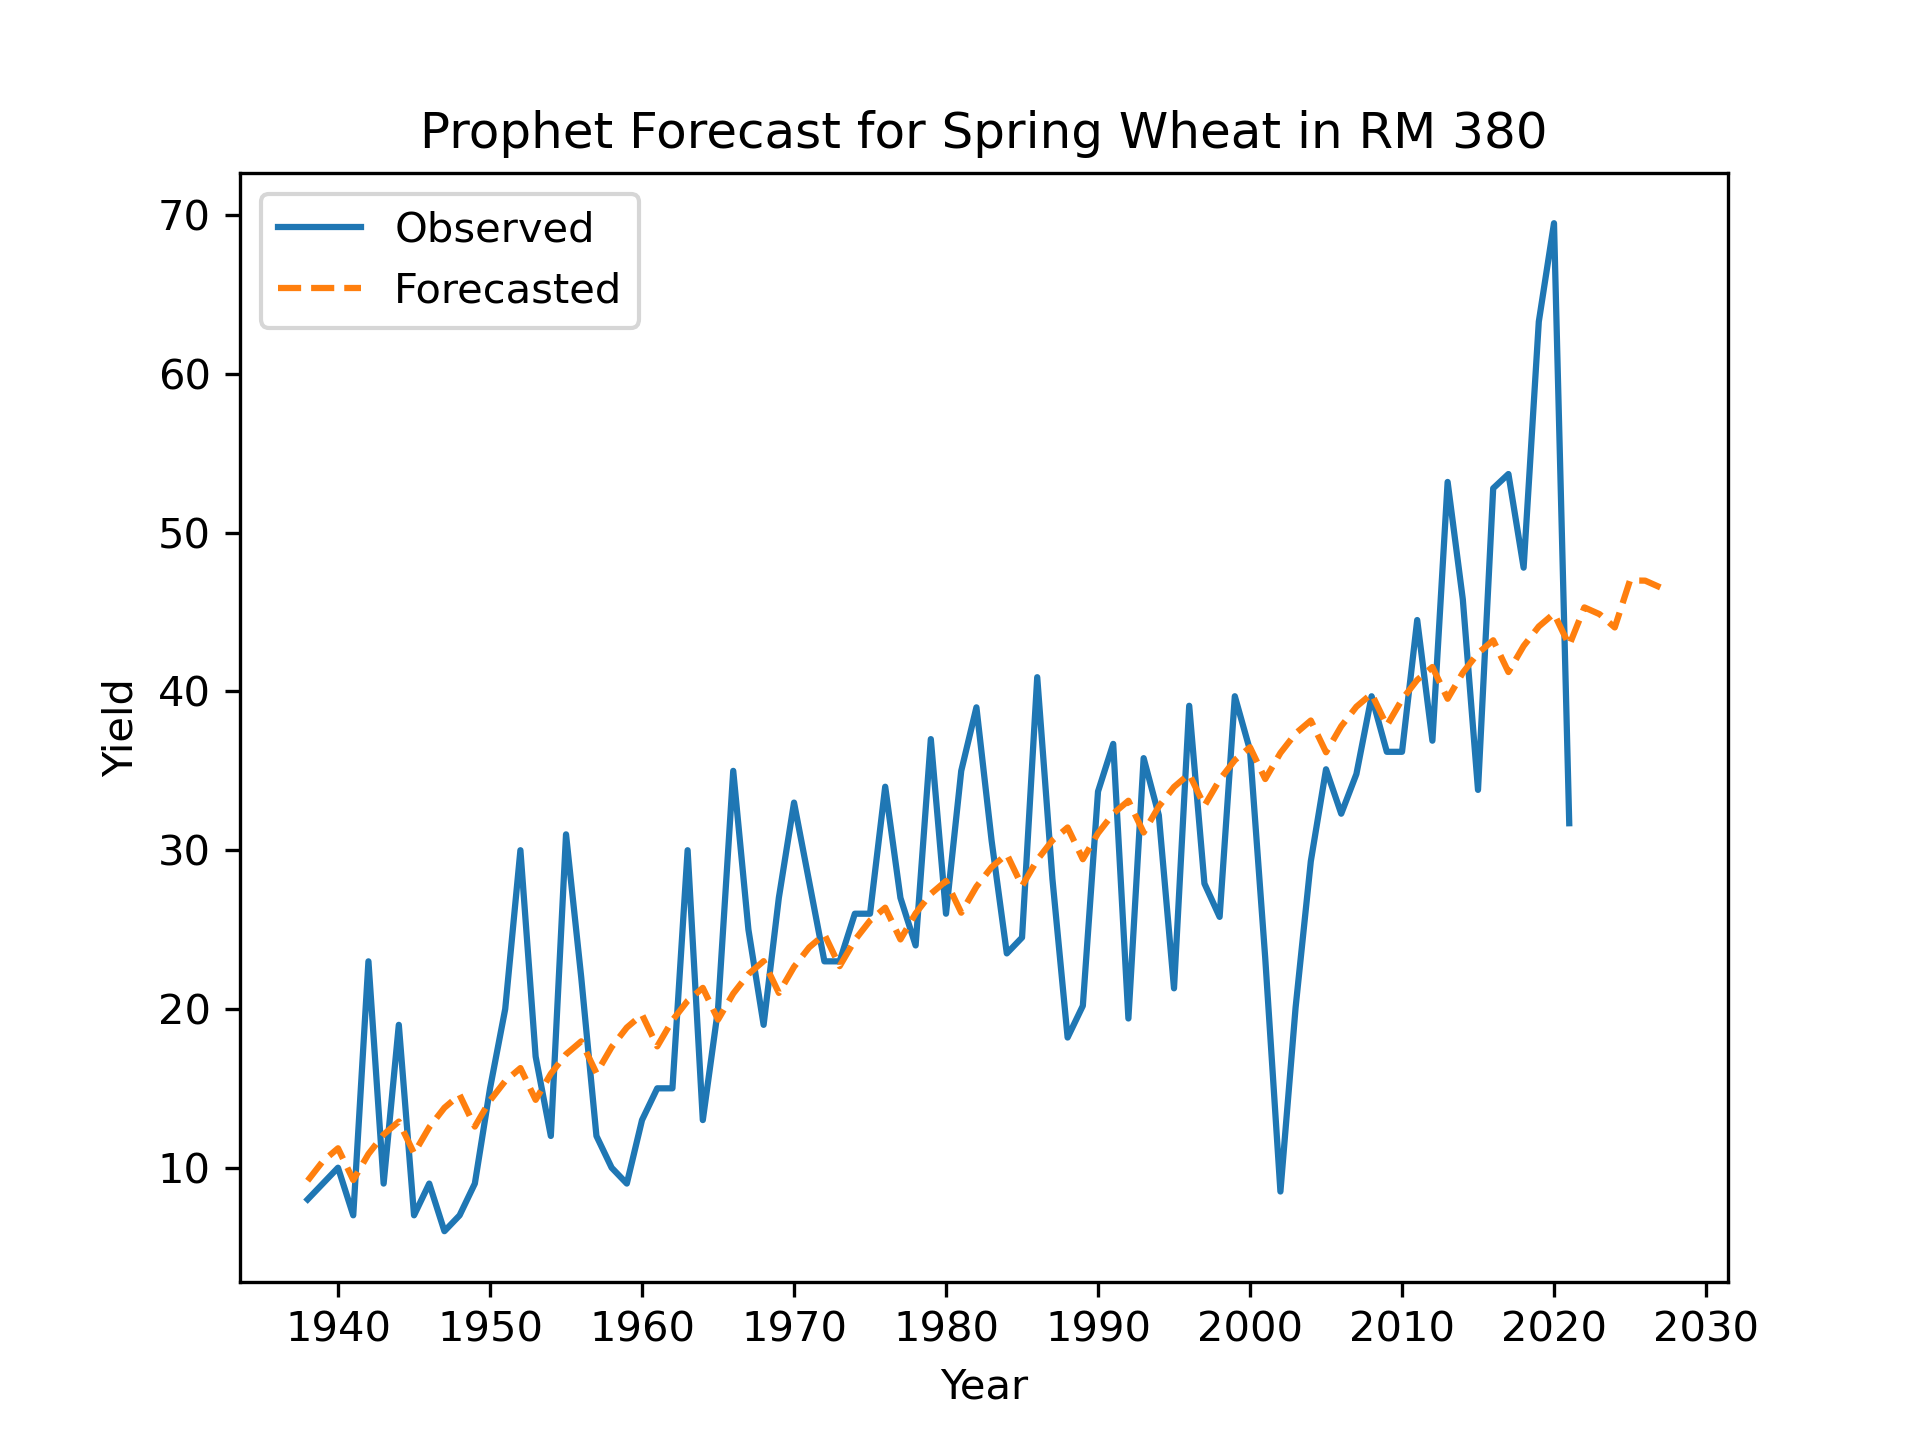 Prophet Forecast for Spring Wheat in RM 380
Observed
Forecasted
70
60
50
40
30
20
10
Yield
1940 1950 1960 1970 1980 1990 2000 2010 2020 2030
Year